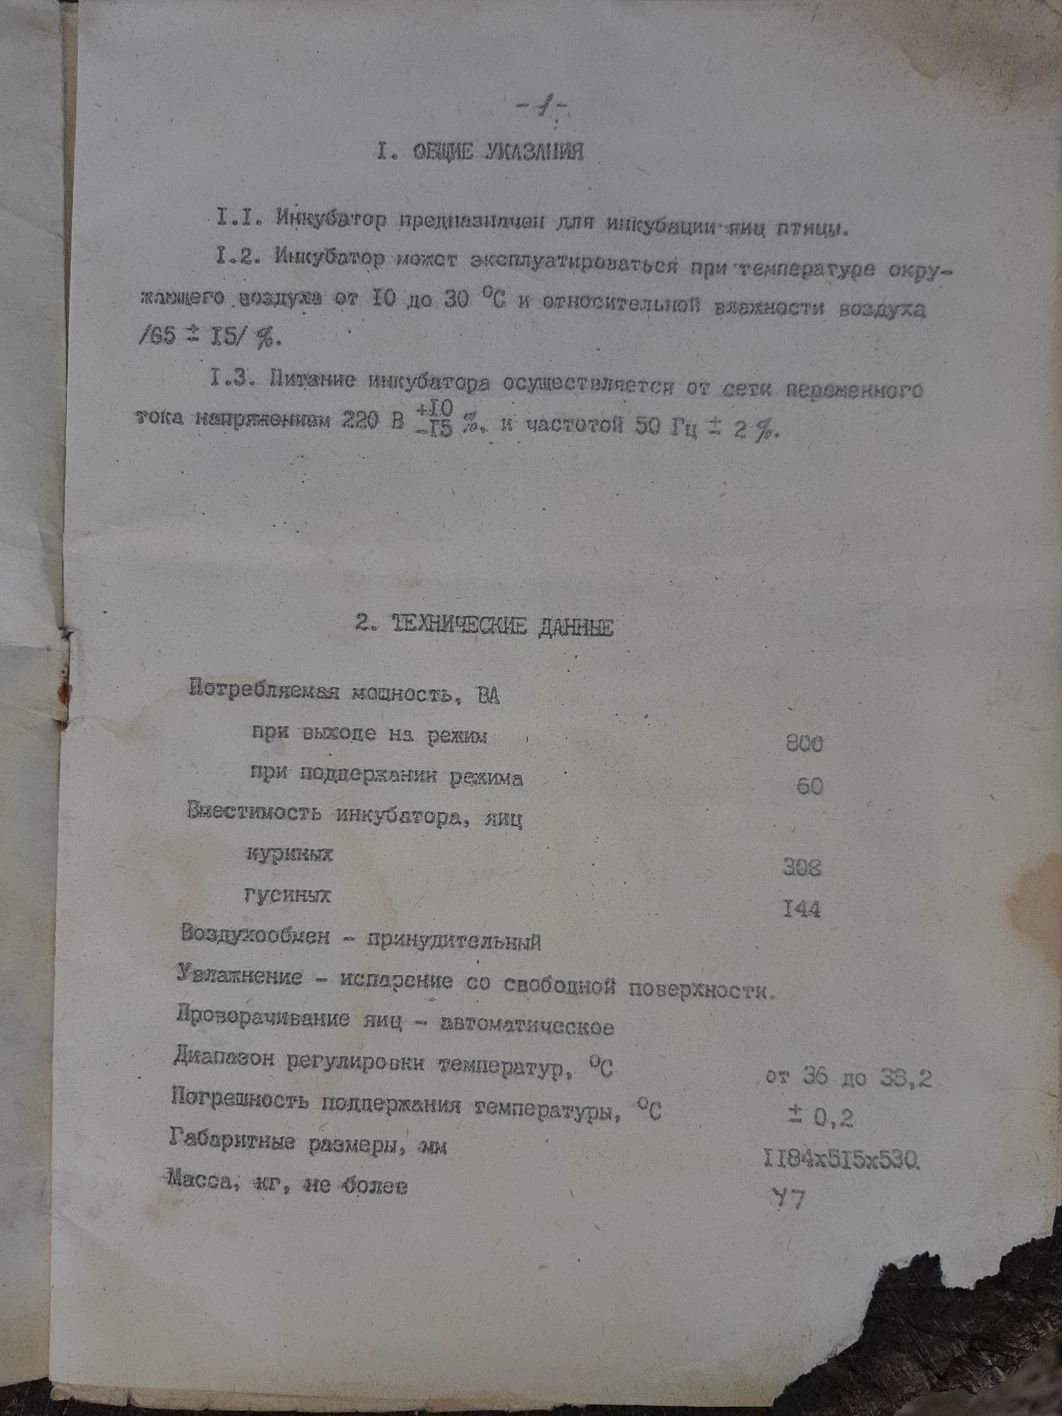 -1-
I. ОБЩИЕ УКАЗАНИЯ
I.I. Инкубатор предназначен для инкубации яиц птицы.
I.2. Инкубатор может эксплуатироваться при температуре окру-
жающего воздуха от IO до 30 °С и относительной влажности воздуха
/65 ± I5/ %.
I.3. Питание инкубатора осуществляется от сети переменного
тока напряжением 220 В +IO -I5 %, и частотой 50 Гц ± 2 %.
2. ТЕХНИЧЕСКИЕ ДАННЫЕ
Потребляемая мощность, ВА
при выходе на режим 800
при поддержании режима 60
Вместимость инкубатора, яиц
куриных 308
гусиных I44
Воздухообмен - принудительный
Увлажнение - испарение со свободной поверхности.
Проворачивание яиц - автоматическое
Диапазон регулировки температур, °С от 36 до 38,2
Погрешность поддержания температуры, °С ± 0,2
Габаритные размеры, мм II84х5I5х530
Масса, кг, не более 47